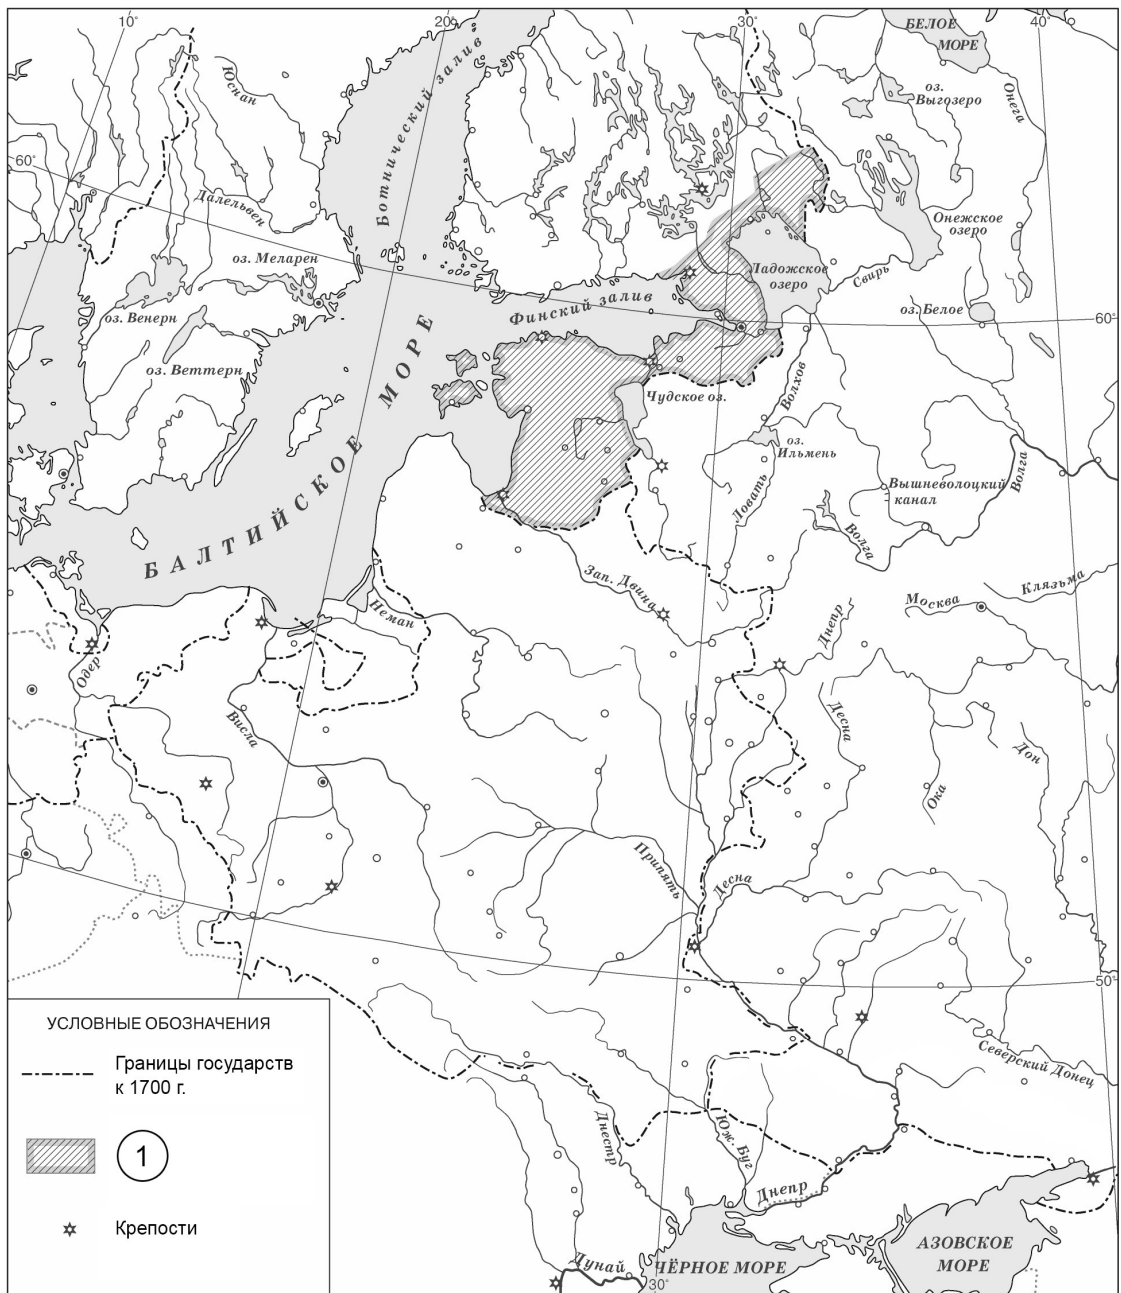 10°
20°
30°
40°
БЕЛОЕ
МОРЕ
Юснан
Ботнический залив
оз.
Выгозеро
Онега
60°
Далельвен
Онежское
озеро
оз. Меларен
Ладожское
озеро
Свирь
оз. Венерн
Финский залив
оз. Белое
60°
оз. Веттерн
Чудское оз.
Волхов
оз.
Ильмень
БАЛТИЙСКОЕ МОРЕ
Вышневолоцкий
канал
Волга
Ловать
Волга
Зап. Двина
Клязьма
Москва
Неман
Днепр
Одер
Висла
Десна
Дон
Ока
Припять
Десна
50°
УСЛОВНЫЕ ОБОЗНАЧЕНИЯ
Границы государств
к 1700 г.
1
Крепости
Северский Донец
Днестр
Юж. Буг
Днепр
Дунай
ЧЁРНОЕ МОРЕ
АЗОВСКОЕ
МОРЕ
30°